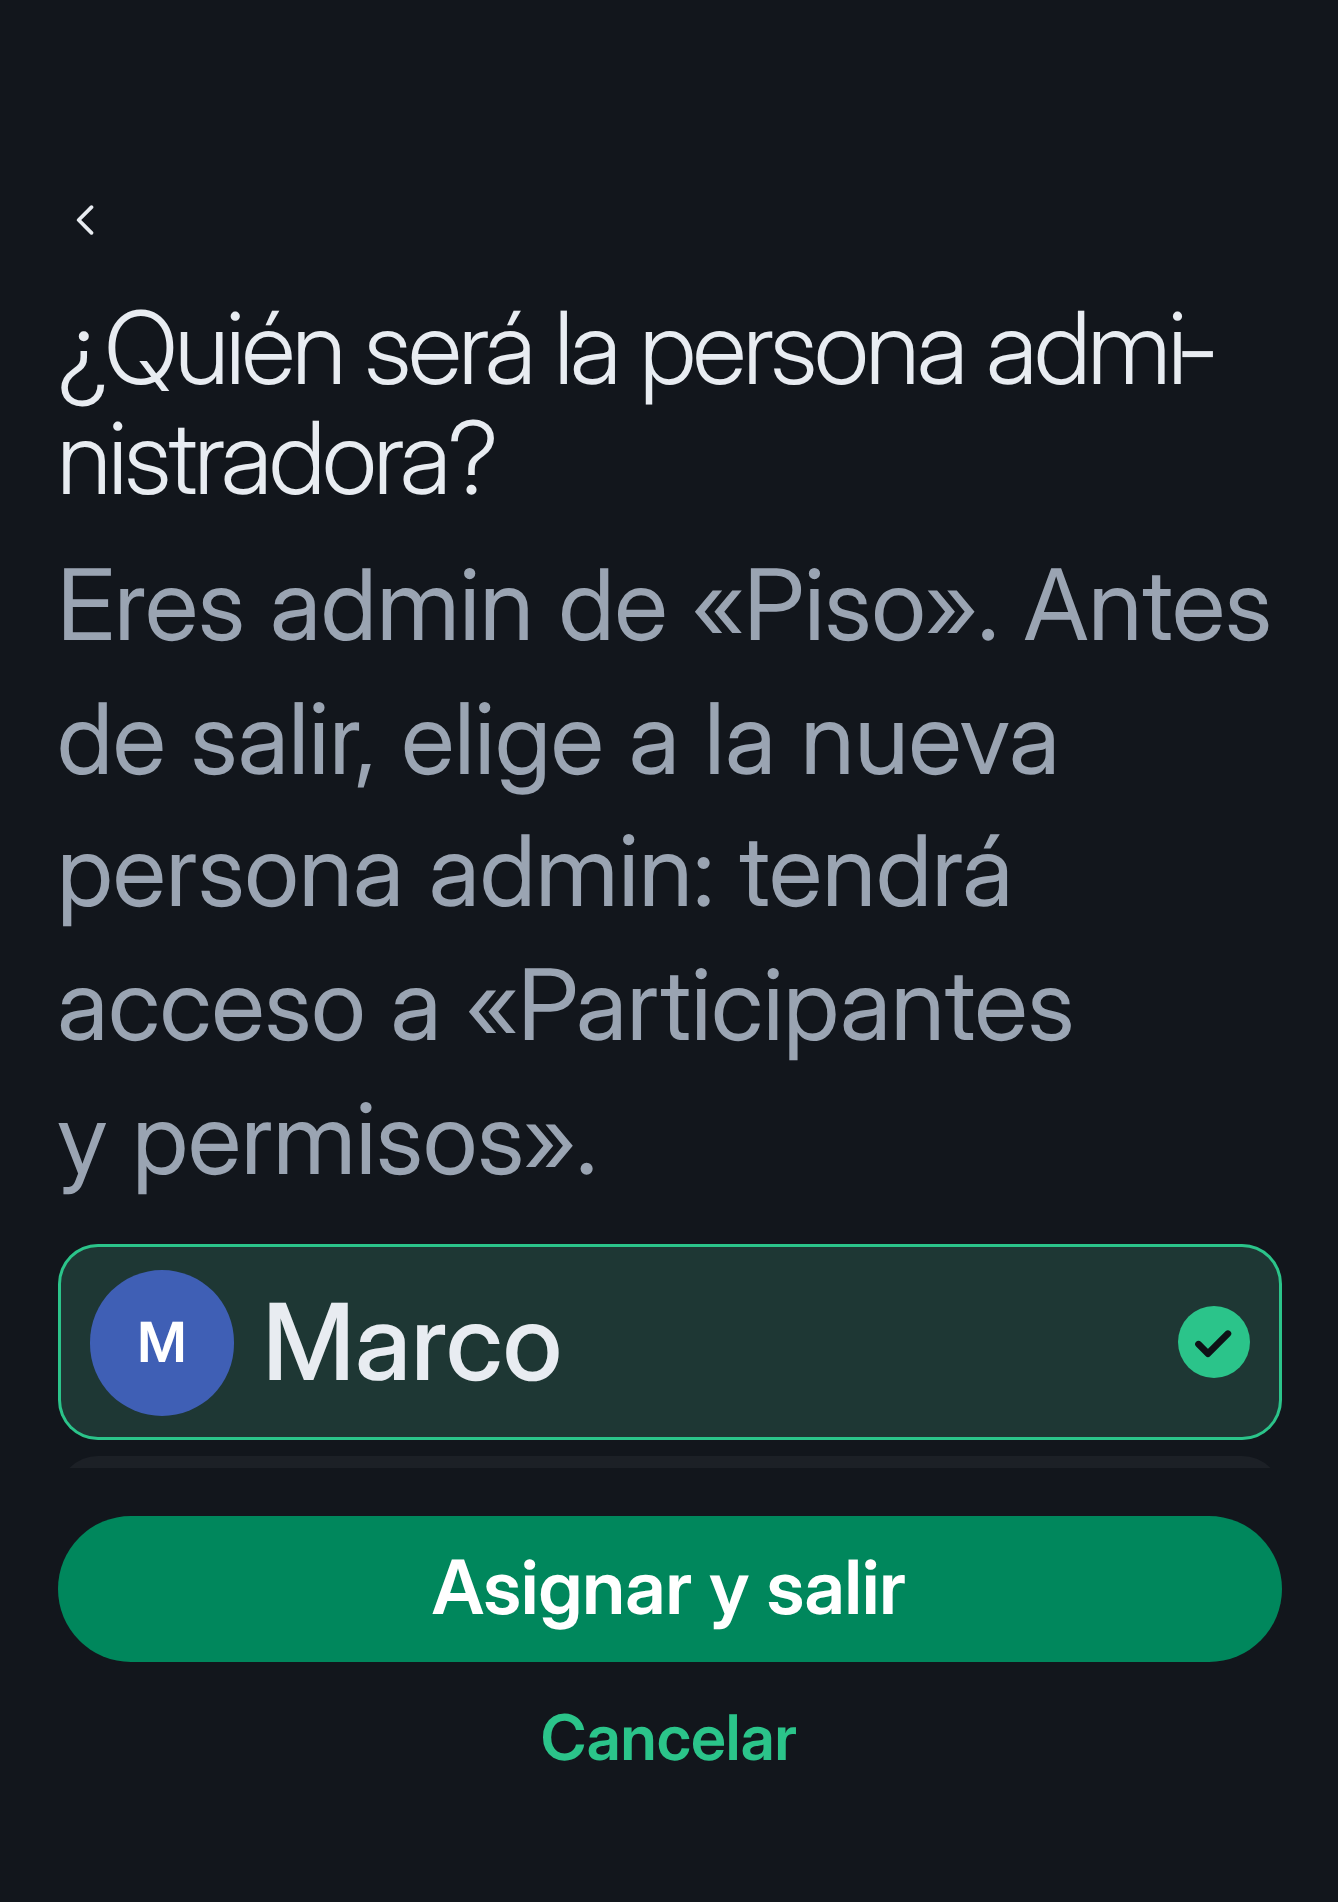 ¿Quién será la persona admi-
nistradora?
Eres admin de «Piso». Antes
de salir, elige a la nueva
persona admin: tendrá
acceso a «Participantes
y permisos».
M Marco
Asignar y salir
Cancelar